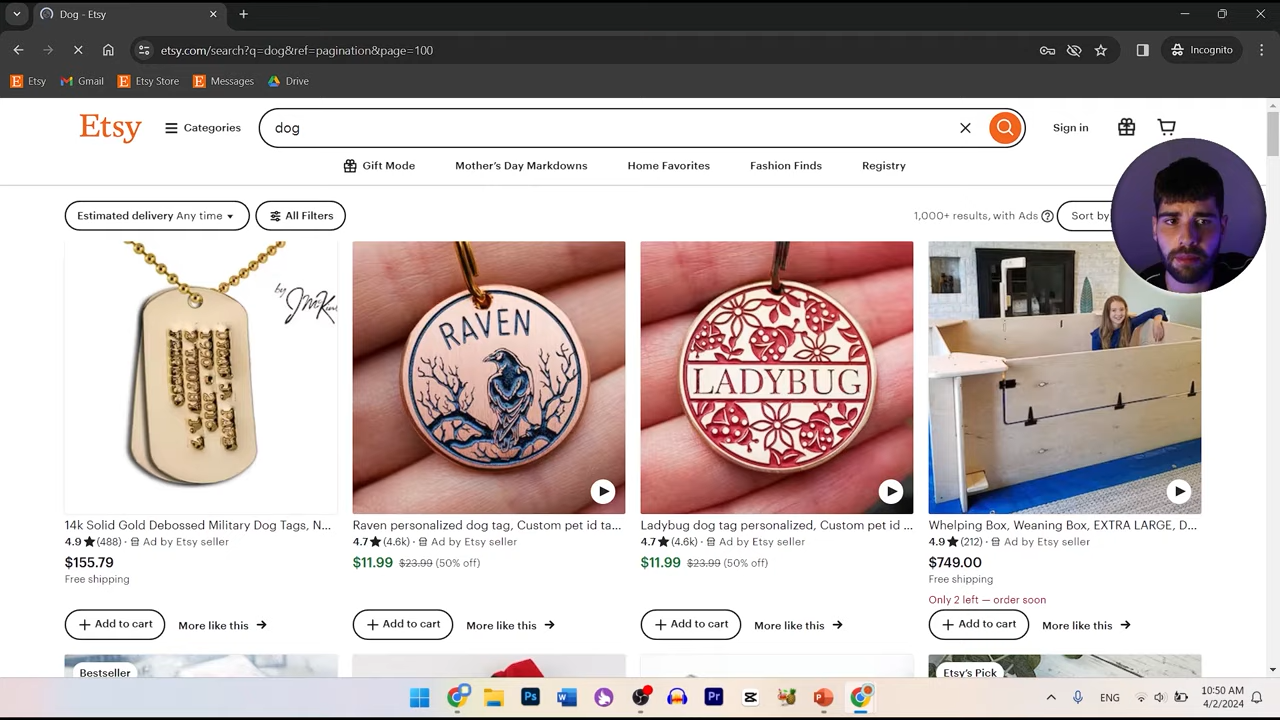 Dog - Etsy
etsy.com/search?q=dog&ref=pagination&page=100
Incognito
Etsy
Gmail
Etsy Store
Messages
Drive
Etsy
Categories
dog
Sign in
Gift Mode
Mother's Day Markdowns
Home Favorites
Fashion Finds
Registry
Estimated delivery Any time
All Filters
1,000+ results, with Ads
Sort by
by
RAVEN
LADYBUG
14k Solid Gold Debossed Military Dog Tags, N...
4.9 (488) · Ad by Etsy seller
$155.79
Free shipping
Add to cart
More like this
Raven personalized dog tag, Custom pet id ta...
4.7 (4.6k) · Ad by Etsy seller
$11.99 $23.99 (50% off)
Add to cart
More like this
Ladybug dog tag personalized, Custom pet id ...
4.7 (4.6k) · Ad by Etsy seller
$11.99 $23.99 (50% off)
Add to cart
More like this
Whelping Box, Weaning Box, EXTRA LARGE, D...
4.9 (212) · Ad by Etsy seller
$749.00
Free shipping
Only 2 left — order soon
Add to cart
More like this
Bestseller
Etsy's Pick
ENG
10:50 AM
4/2/2024